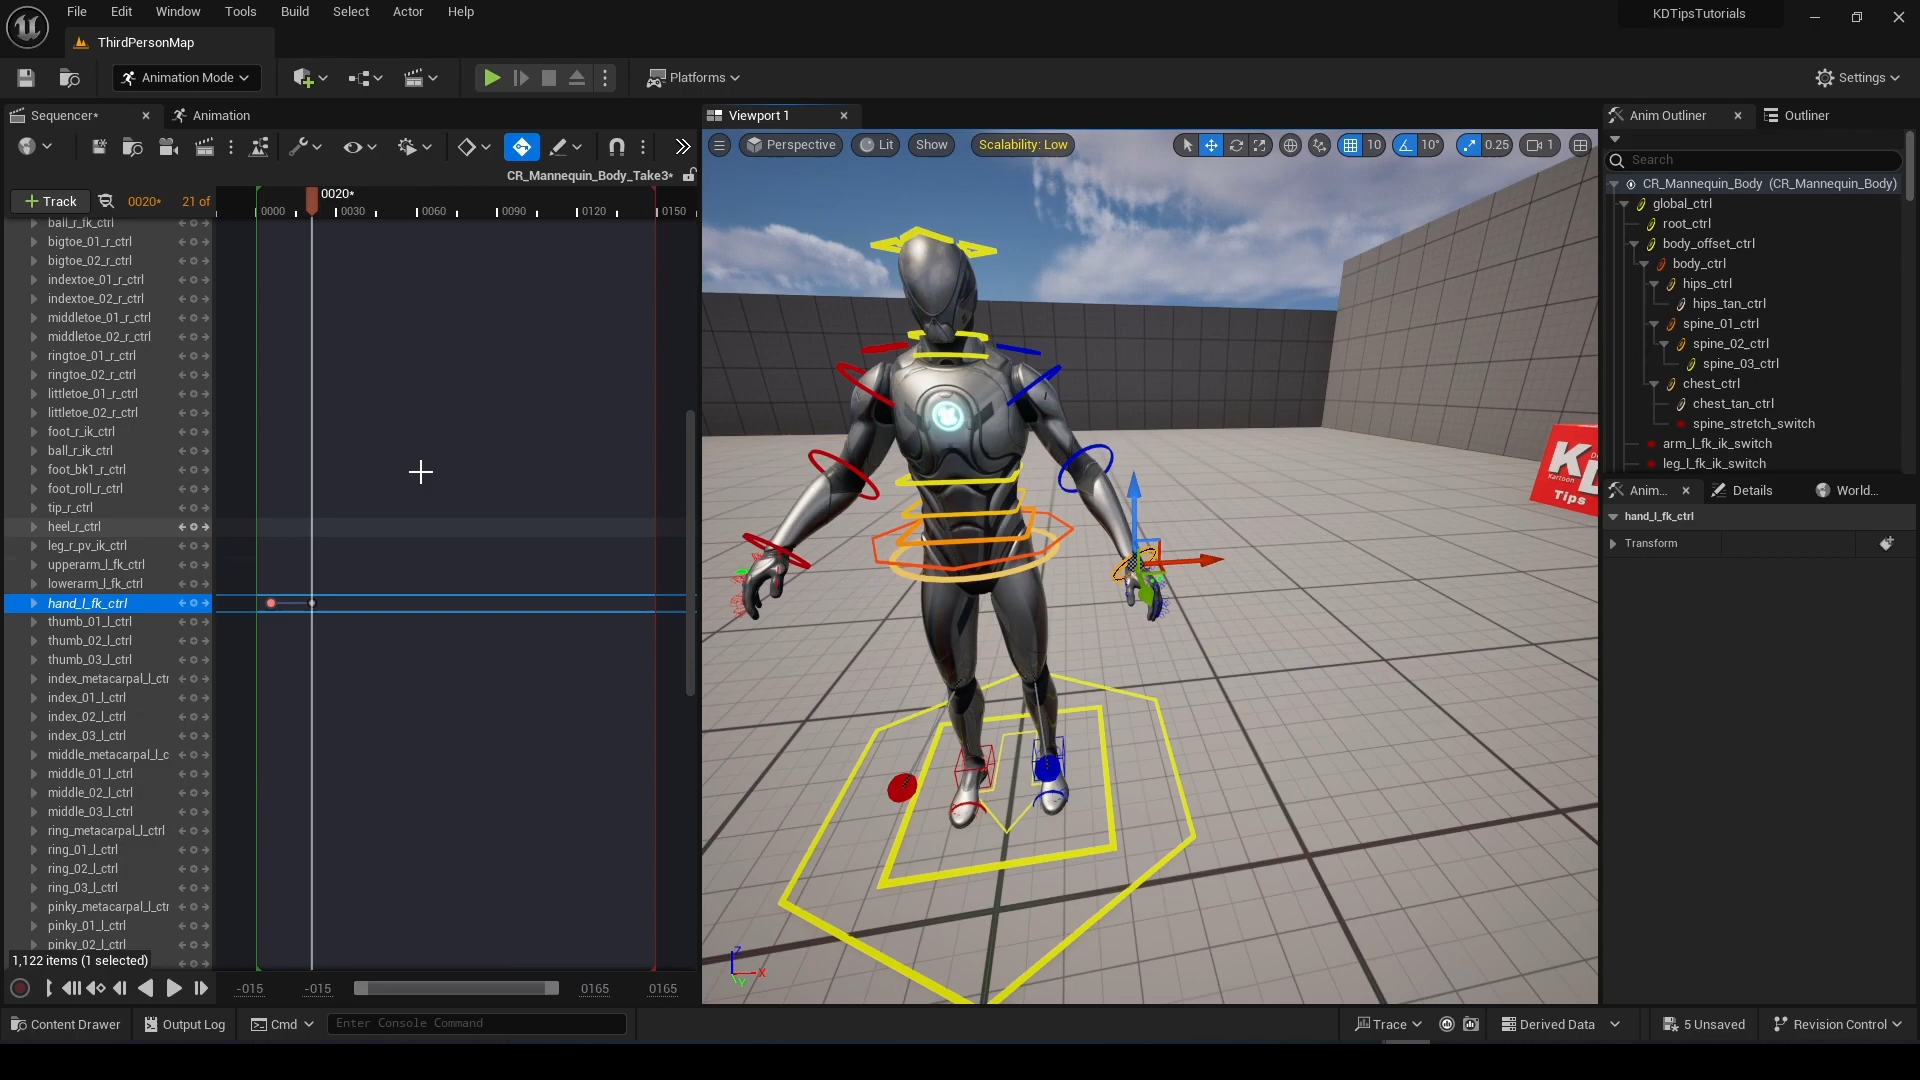 File Edit Window Tools Build Select Actor Help
KDTipsTutorials
ThirdPersonMap
Animation Mode
Platforms
Settings
Sequencer*
Animation
Viewport 1
Anim Outliner
Outliner
Perspective
Lit
Show
Scalability: Low
10
10°
0.25
1
Search
CR_Mannequin_Body_Take3*
Track
0020*
21 of
0020*
0000
0030
0060
0090
0120
0150
ball_r_fk_ctrl
bigtoe_01_r_ctrl
bigtoe_02_r_ctrl
indextoe_01_r_ctrl
indextoe_02_r_ctrl
middletoe_01_r_ctrl
middletoe_02_r_ctrl
ringtoe_01_r_ctrl
ringtoe_02_r_ctrl
littletoe_01_r_ctrl
littletoe_02_r_ctrl
foot_r_ik_ctrl
ball_r_ik_ctrl
foot_bk1_r_ctrl
foot_roll_r_ctrl
tip_r_ctrl
heel_r_ctrl
leg_r_pv_ik_ctrl
upperarm_l_fk_ctrl
lowerarm_l_fk_ctrl
hand_l_fk_ctrl
thumb_01_l_ctrl
thumb_02_l_ctrl
thumb_03_l_ctrl
index_metacarpal_l_ctr
index_01_l_ctrl
index_02_l_ctrl
index_03_l_ctrl
middle_metacarpal_l_c
middle_01_l_ctrl
middle_02_l_ctrl
middle_03_l_ctrl
ring_metacarpal_l_ctrl
ring_01_l_ctrl
ring_02_l_ctrl
ring_03_l_ctrl
pinky_metacarpal_l_ctr
pinky_01_l_ctrl
pinky_02_l_ctrl
1,122 items (1 selected)
-015
-015
0165
0165
Z
X
Y
Tips
CR_Mannequin_Body (CR_Mannequin_Body)
global_ctrl
root_ctrl
body_offset_ctrl
body_ctrl
hips_ctrl
hips_tan_ctrl
spine_01_ctrl
spine_02_ctrl
spine_03_ctrl
chest_ctrl
chest_tan_ctrl
spine_stretch_switch
arm_l_fk_ik_switch
leg_l_fk_ik_switch
Anim...
Details
World...
hand_l_fk_ctrl
Transform
Content Drawer
Output Log
Cmd
Enter Console Command
Trace
Derived Data
5 Unsaved
Revision Control